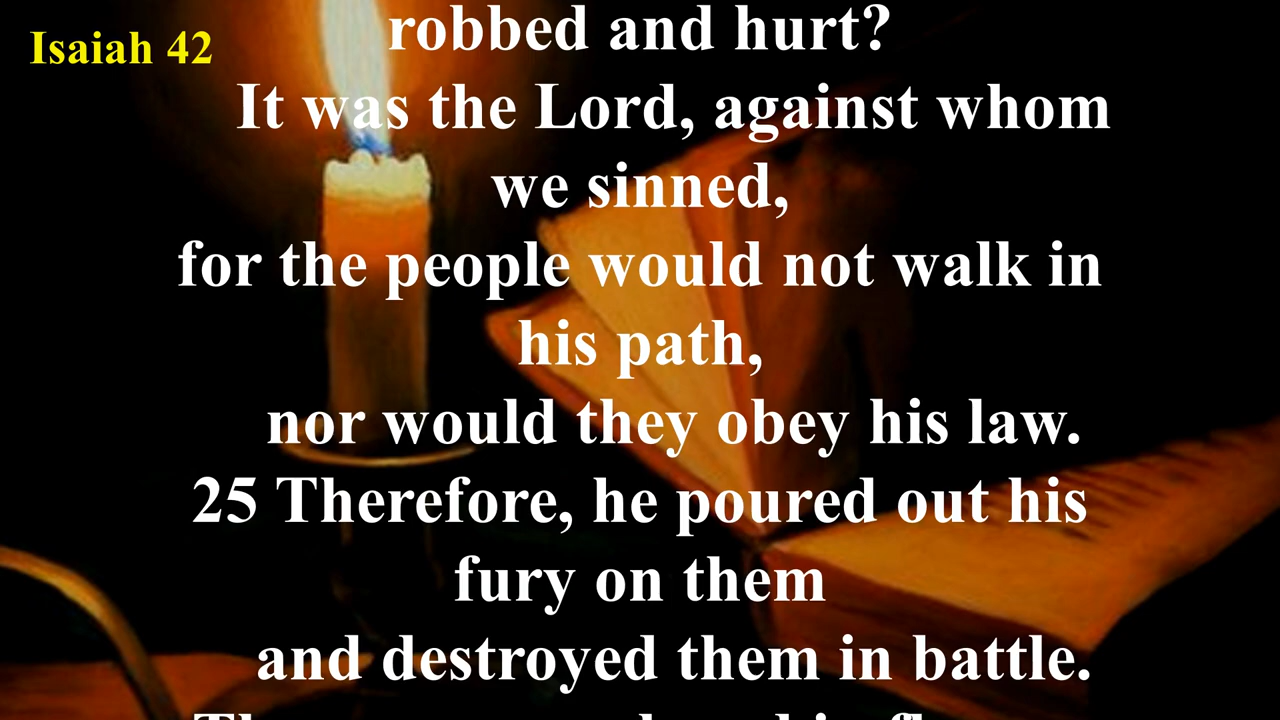 Isaiah 42
robbed and hurt?
It was the Lord, against whom
we sinned,
for the people would not walk in
his path,
nor would they obey his law.
25 Therefore, he poured out his
fury on them
and destroyed them in battle.